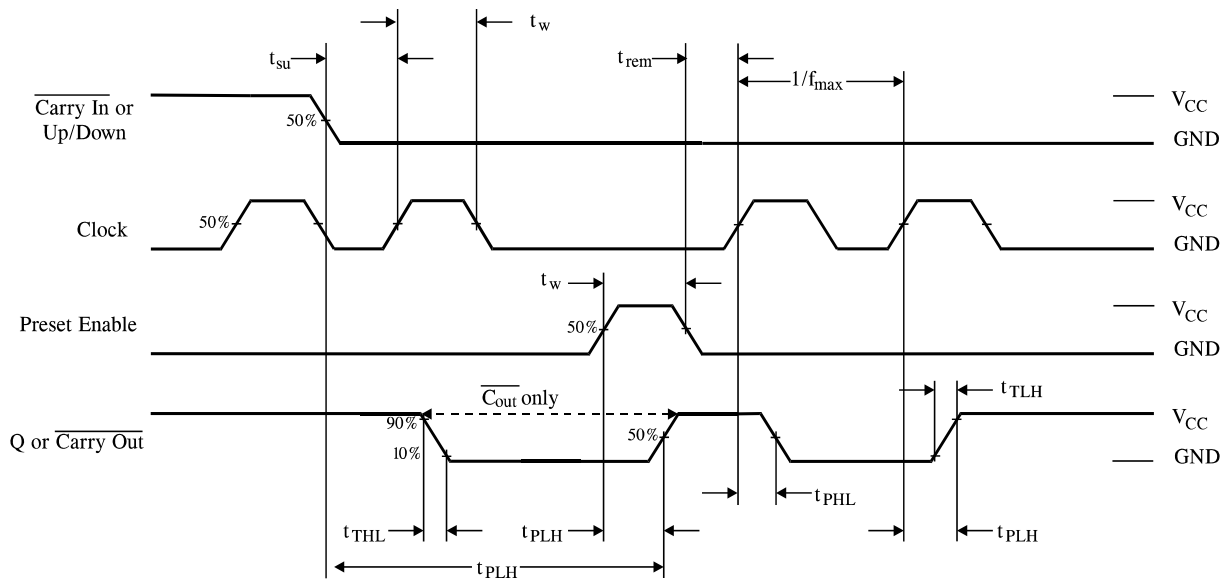 t_w
t_su
t_rem
1/f_max
Carry In or
Up/Down
50%
V_CC
GND
Clock
50%
V_CC
GND
t_w
Preset Enable
50%
V_CC
GND
C_out only
t_TLH
Q or Carry Out
90%
10%
50%
V_CC
GND
t_PHL
t_THL
t_PLH
t_PLH
t_PLH